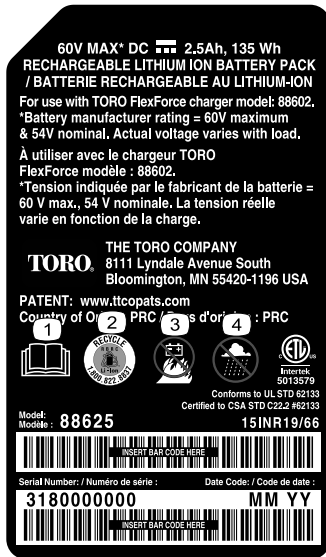 60V MAX* DC 2.5Ah, 135 Wh
RECHARGEABLE LITHIUM ION BATTERY PACK
/ BATTERIE RECHARGEABLE AU LITHIUM-ION
For use with TORO FlexForce charger model: 88602.
*Battery manufacturer rating = 60V maximum
& 54V nominal. Actual voltage varies with load.
À utiliser avec le chargeur TORO
FlexForce modèle : 88602.
*Tension indiquée par le fabricant de la batterie =
60 V max., 54 V nominale. La tension réelle
varie en fonction de la charge.
TORO.
THE TORO COMPANY
8111 Lyndale Avenue South
Bloomington, MN 55420-1196 USA
PATENT: www.ttcopats.com
Country of PRC : PRC
1 2 3 4
RECYCLE
Li-ion
1.800.822.8837
C ETL US
Intertek
5013579
Conforms to UL STD 62133
Certified to CSA STD C22.2 #62133
Model:
Modèle : 88625
15INR19/66
INSERT BAR CODE HERE
Serial Number: / Numéro de série : Date Code: / Code de date :
3180000000 MM YY
INSERT BAR CODE HERE